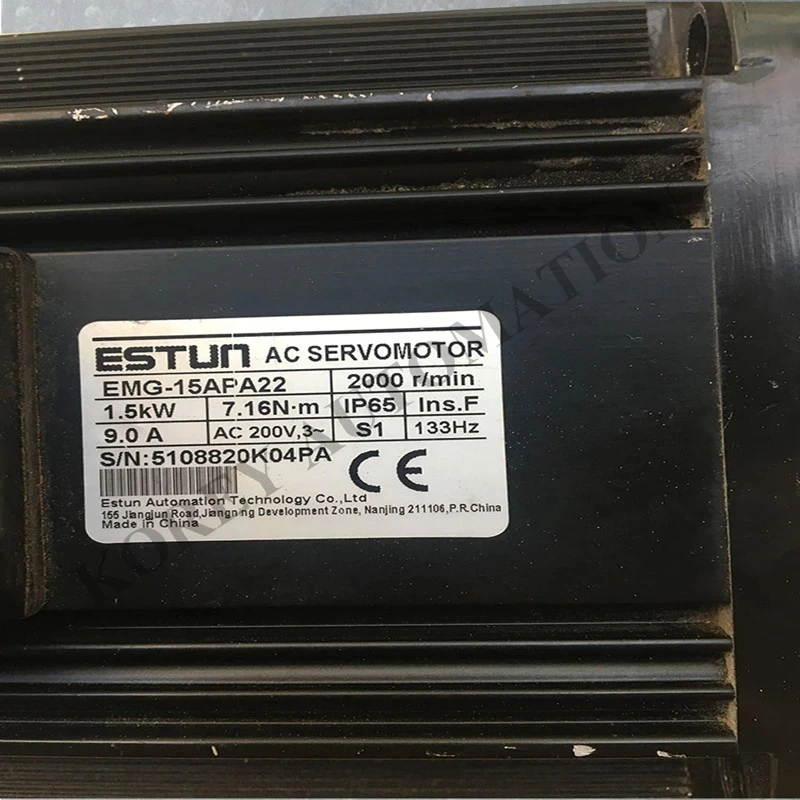 ESTUN AC SERVOMOTOR
EMG-15APA22 2000 r/min
1.5kW 7.16N·m IP65 Ins.F
9.0 A AC 200V,3~ S1 133Hz
S/N:5108820K04PA CE
Estun Automation Technology Co.,Ltd
155 Jiangjun Road,Jiangning Development Zone, Nanjing 211106,P.R.China
Made in China
KOREY AUTOMATION